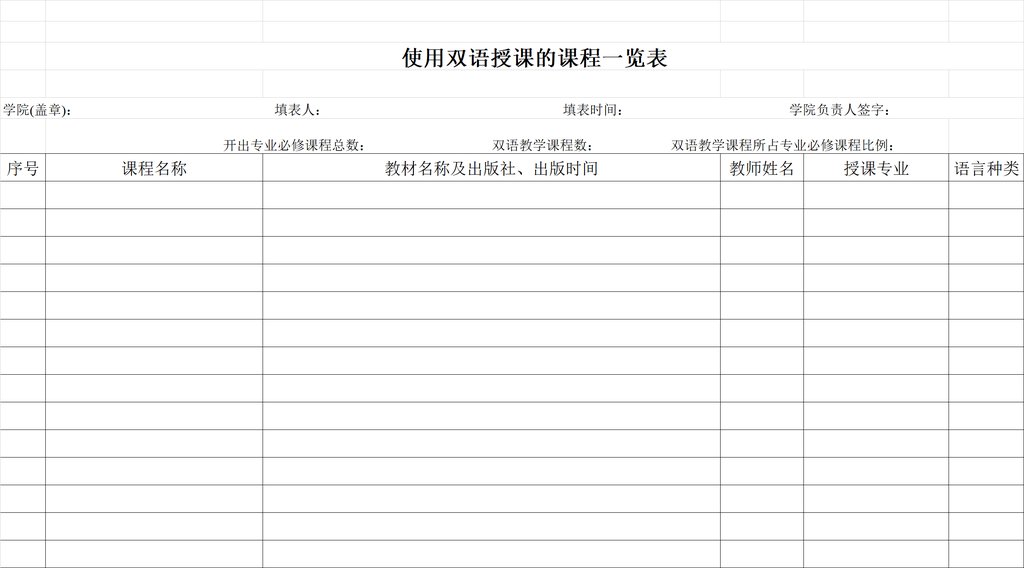 使用双语授课的课程一览表
学院(盖章): 填表人: 填表时间: 学院负责人签字:
开出专业必修课程总数: 双语教学课程数: 双语教学课程所占专业必修课程比例:
序号 课程名称 教材名称及出版社、出版时间 教师姓名 授课专业 语言种类